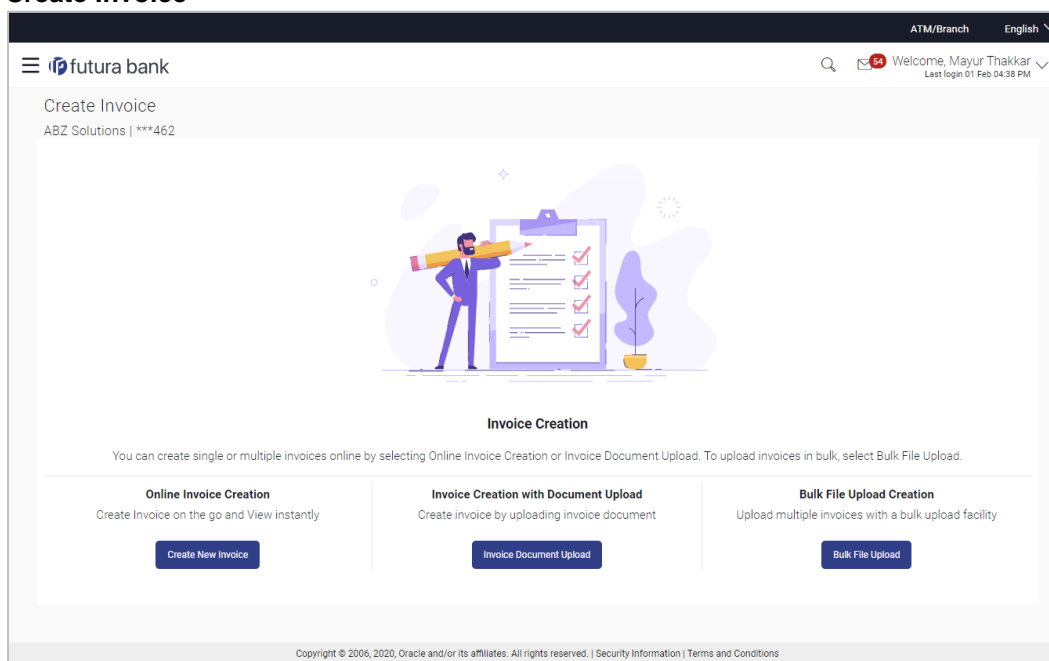 Create Invoice
ATM/Branch English
futura bank
54
Welcome, Mayur Thakkar
Last login 01 Feb 04:38 PM
Create Invoice
ABZ Solutions | ***462
Invoice Creation
You can create single or multiple invoices online by selecting Online Invoice Creation or Invoice Document Upload. To upload invoices in bulk, select Bulk File Upload.
Online Invoice Creation
Create Invoice on the go and View instantly
Create New Invoice
Invoice Creation with Document Upload
Create invoice by uploading invoice document
Invoice Document Upload
Bulk File Upload Creation
Upload multiple invoices with a bulk upload facility
Bulk File Upload
Copyright © 2006, 2020, Oracle and/or its affiliates. All rights reserved. | Security Information | Terms and Conditions